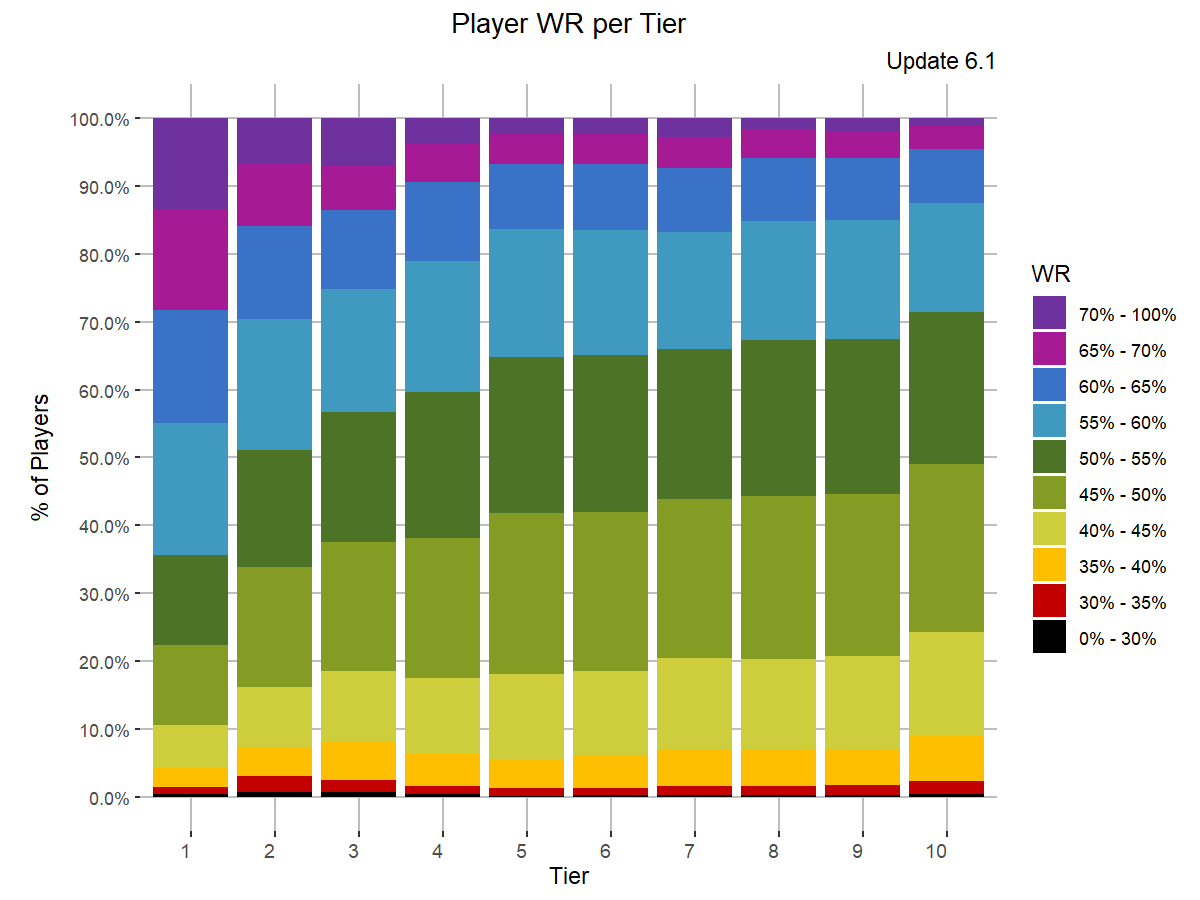 Player WR per Tier
Update 6.1
% of Players
100.0%
90.0%
80.0%
70.0%
60.0%
50.0%
40.0%
30.0%
20.0%
10.0%
0.0%
1 2 3 4 5 6 7 8 9 10
Tier
WR
70% - 100%
65% - 70%
60% - 65%
55% - 60%
50% - 55%
45% - 50%
40% - 45%
35% - 40%
30% - 35%
0% - 30%